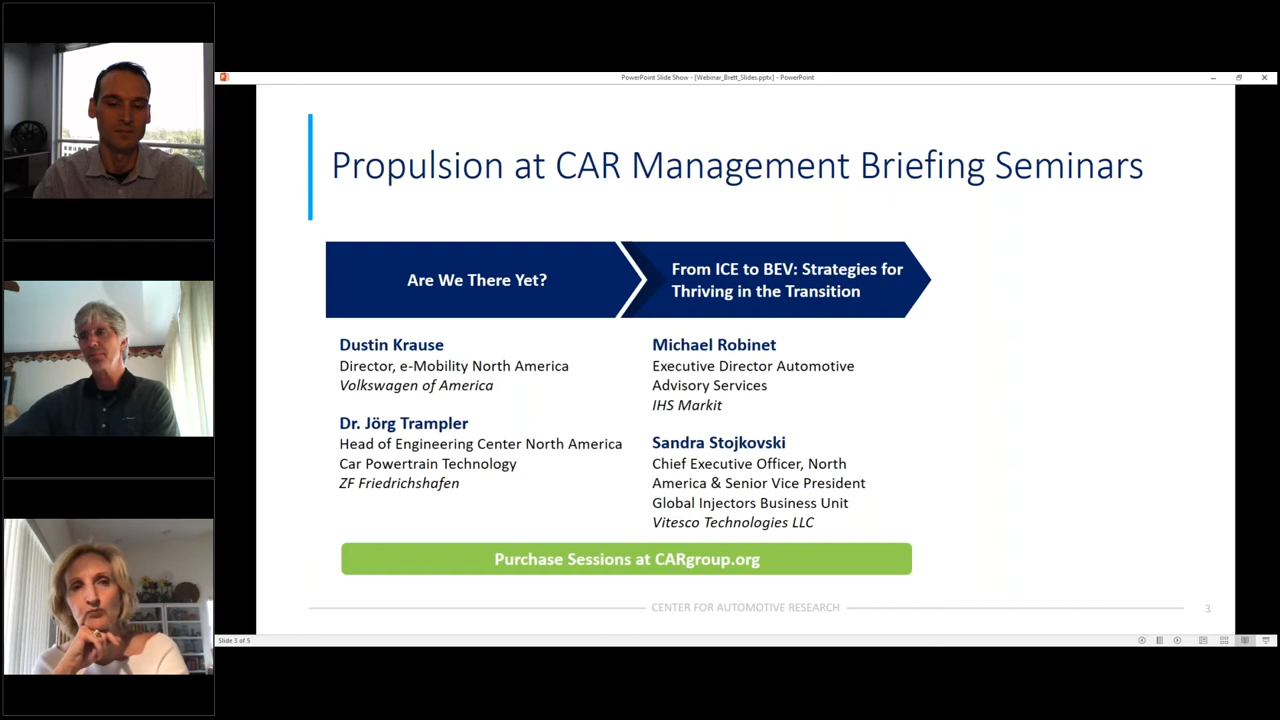 PowerPoint Slide Show - [Webinar_Brett_Slides.pptx] - PowerPoint
Propulsion at CAR Management Briefing Seminars
Are We There Yet?
From ICE to BEV: Strategies for
Thriving in the Transition
Dustin Krause
Director, e-Mobility North America
Volkswagen of America
Dr. Jörg Trampler
Head of Engineering Center North America
Car Powertrain Technology
ZF Friedrichshafen
Michael Robinet
Executive Director Automotive
Advisory Services
IHS Markit
Sandra Stojkovski
Chief Executive Officer, North
America & Senior Vice President
Global Injectors Business Unit
Vitesco Technologies LLC
Purchase Sessions at CARgroup.org
CENTER FOR AUTOMOTIVE RESEARCH
3
Slide 3 of 5